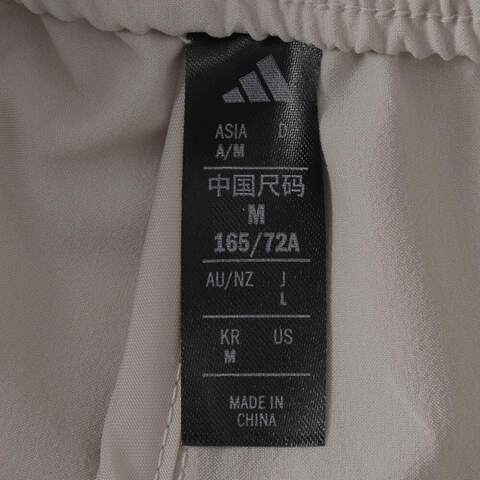 ASIA D
A/M
中国尺码
M
165/72A
AU/NZ J
L
KR US
M
MADE IN
CHINA